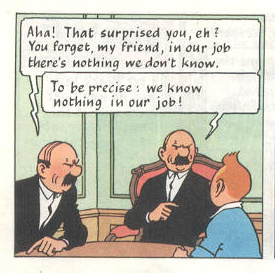 Aha! That surprised you, eh?
You forget, my friend, in our job
there's nothing we don't know.
To be precise: we know
nothing in our job!